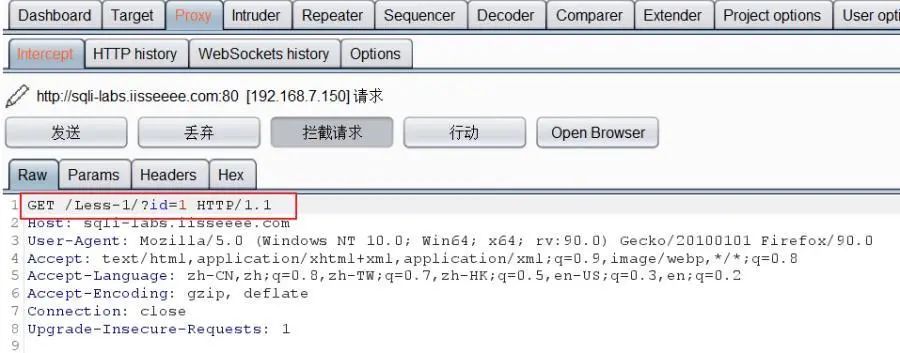 Dashboard Target Proxy Intruder Repeater Sequencer Decoder Comparer Extender Project options User opti
Intercept HTTP history WebSockets history Options
http://sqli-labs.iisseeee.com:80 [192.168.7.150] 请求
发送 丢弃 拦截请求 行动 Open Browser
Raw Params Headers Hex
1 GET /Less-1/?id=1 HTTP/1.1
2 Host: sqli-labs.iisseeee.com
3 User-Agent: Mozilla/5.0 (Windows NT 10.0; Win64; x64; rv:90.0) Gecko/20100101 Firefox/90.0
4 Accept: text/html,application/xhtml+xml,application/xml;q=0.9,image/webp,*/*;q=0.8
5 Accept-Language: zh-CN,zh;q=0.8,zh-TW;q=0.7,zh-HK;q=0.5,en-US;q=0.3,en;q=0.2
6 Accept-Encoding: gzip, deflate
7 Connection: close
8 Upgrade-Insecure-Requests: 1
9